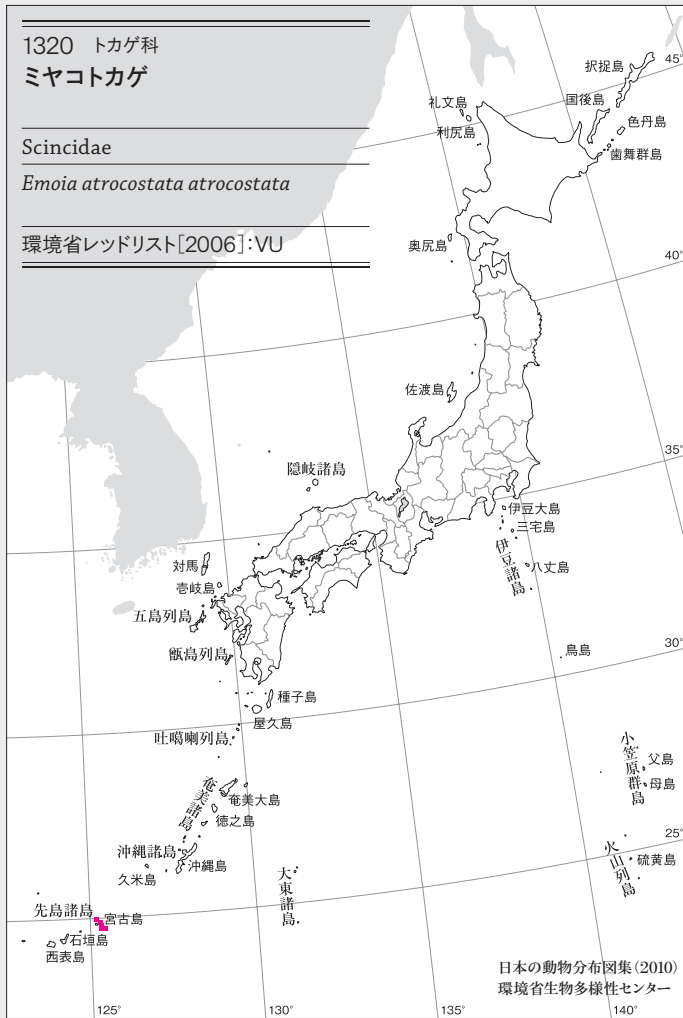 1320 トカゲ科
ミヤコトカゲ
Scincidae
Emoia atrocostata atrocostata
環境省レッドリスト[2006]:VU
択捉島
45°
国後島
礼文島
色丹島
利尻島
歯舞群島
奥尻島
40°
佐渡島
35°
隠岐諸島
伊豆大島
三宅島
伊豆諸島
八丈島
対馬
壱岐島
五島列島
甑島列島
鳥島
30°
種子島
屋久島
吐噶喇列島
小笠原群島
父島
母島
奄美諸島
奄美大島
徳之島
25°
沖縄諸島
沖縄島
久米島
火山列島
硫黄島
大東諸島
先島諸島
宮古島
石垣島
西表島
日本の動物分布図集(2010)
環境省生物多様性センター
125°
130°
135°
140°